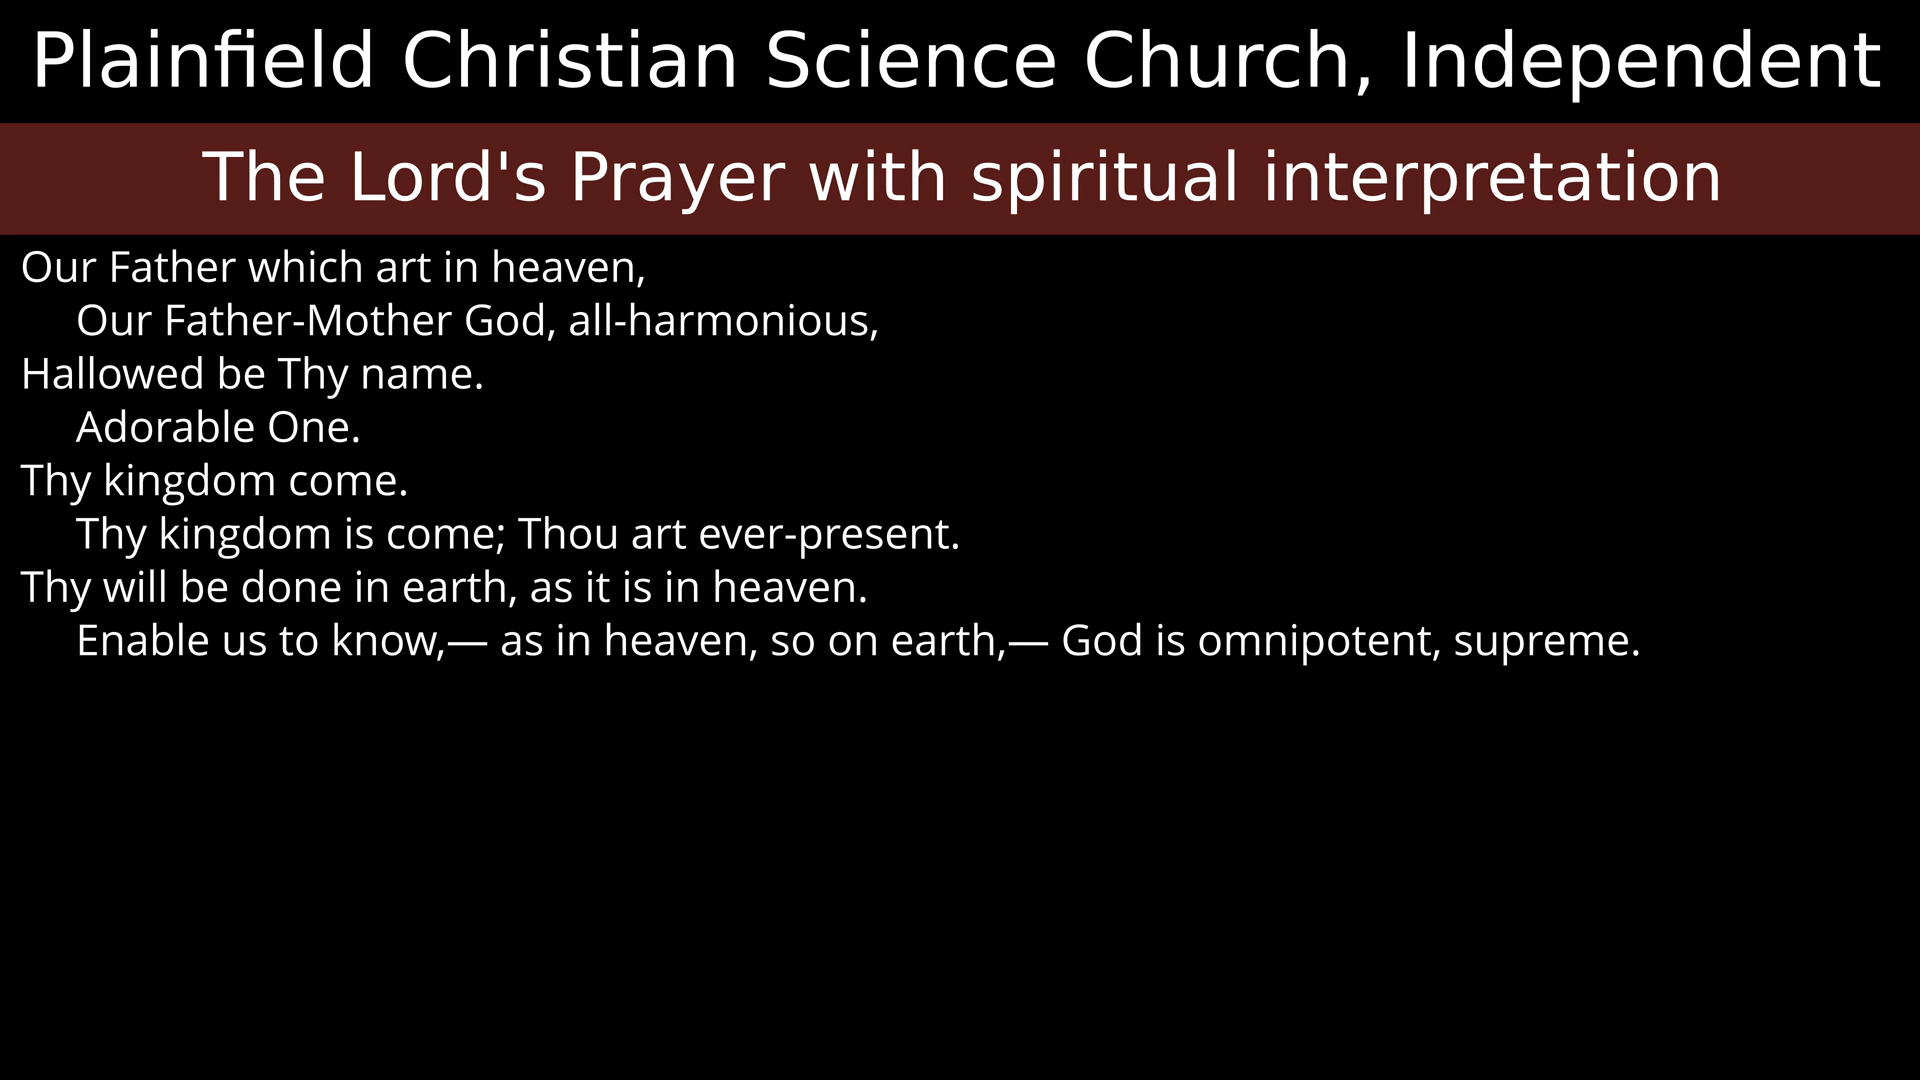 Plainfield Christian Science Church, Independent
The Lord's Prayer with spiritual interpretation
Our Father which art in heaven,
Our Father-Mother God, all-harmonious,
Hallowed be Thy name.
Adorable One.
Thy kingdom come.
Thy kingdom is come; Thou art ever-present.
Thy will be done in earth, as it is in heaven.
Enable us to know,— as in heaven, so on earth,— God is omnipotent, supreme.